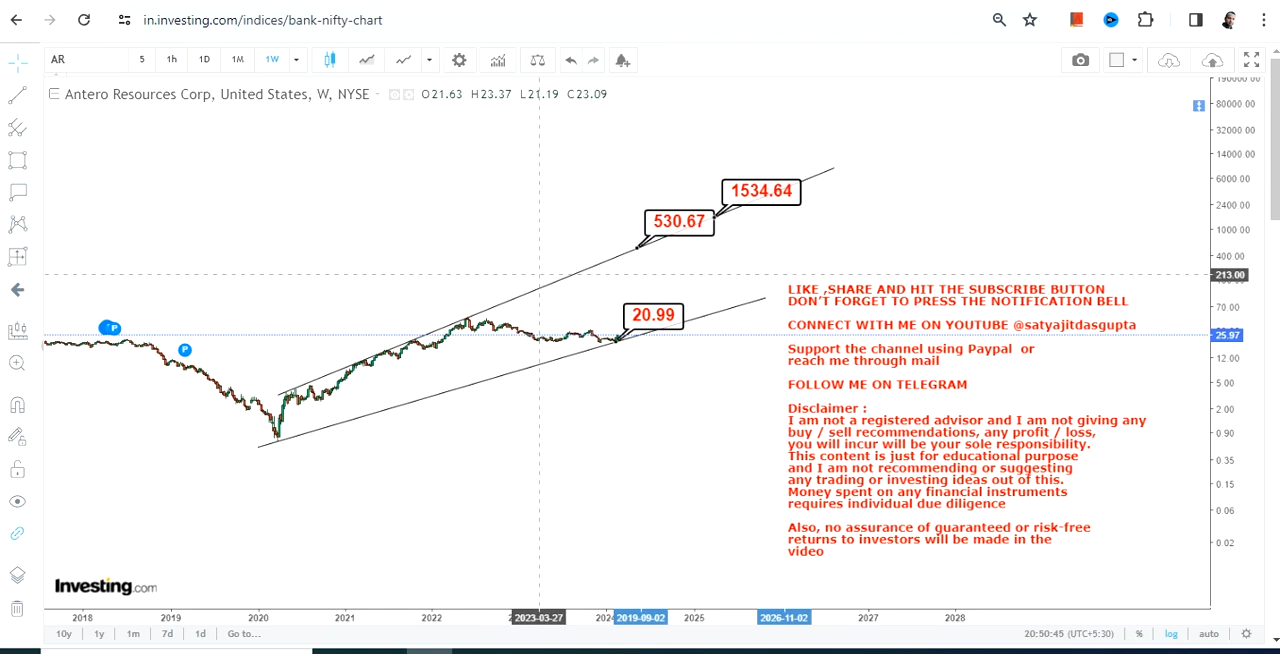 in.investing.com/indices/bank-nifty-chart
AR 5 1h 1D 1M 1W
Antero Resources Corp, United States, W, NYSE O21.63 H23.37 L21.19 C23.09
190000 00
80000 00
32000 00
14000 00
6000.00
2400 00
1000 00
400.00
213.00
70 00
25.97
12.00
5.00
2 00
0 90
0.35
0 15
0.06
0 02
1534.64
530.67
20.99
P
P
LIKE ,SHARE AND HIT THE SUBSCRIBE BUTTON
DON'T FORGET TO PRESS THE NOTIFICATION BELL
CONNECT WITH ME ON YOUTUBE @satyajitdasgupta
Support the channel using Paypal or
reach me through mail
FOLLOW ME ON TELEGRAM
Disclaimer :
I am not a registered advisor and I am not giving any
buy / sell recommendations, any profit / loss,
you will incur will be your sole responsibility.
This content is just for educational purpose
and I am not recommending or suggesting
any trading or investing ideas out of this.
Money spent on any financial instruments
requires individual due diligence
Also, no assurance of guaranteed or risk-free
returns to investors will be made in the
video
Investing.com
2018 2019 2020 2021 2022 2023-03-27 2024 2019-09-02 2025 2026-11-02 2027 2028
10y 1y 1m 7d 1d Go to... 20:50:45 (UTC+5:30) % log auto